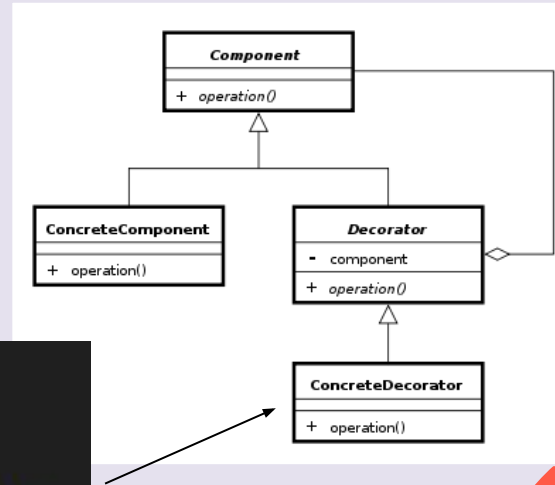 Component
+ operation()
ConcreteComponent
+ operation()
Decorator
- component
+ operation()
ConcreteDecorator
+ operation()